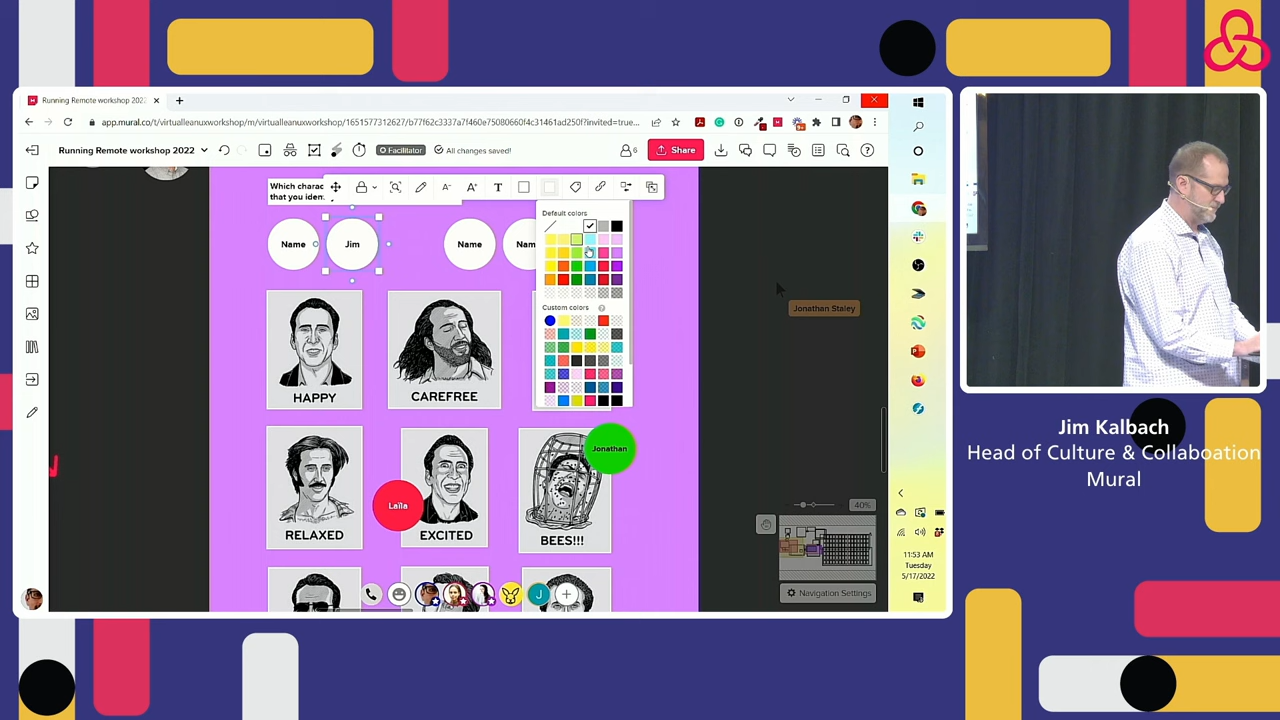 Running Remote workshop 2022
app.mural.co/t/virtualleanuxworkshop/m/virtualleanuxworkshop/1651577312627/b77f62c3337a7f460e75080660f4c31461ad250f?invited=true...
Running Remote workshop 2022
Facilitator
All changes saved!
6
Share
Which charac
that you iden
A-
A+
T
Default colors
Name
Jim
Name
Nam
Custom colors
?
Jonathan Staley
HAPPY
CAREFREE
Jonathan
Laïla
RELAXED
EXCITED
BEES!!!
40%
J
Navigation Settings
11:53 AM
Tuesday
5/17/2022
Jim Kalbach
Head of Culture & Collaboation
Mural